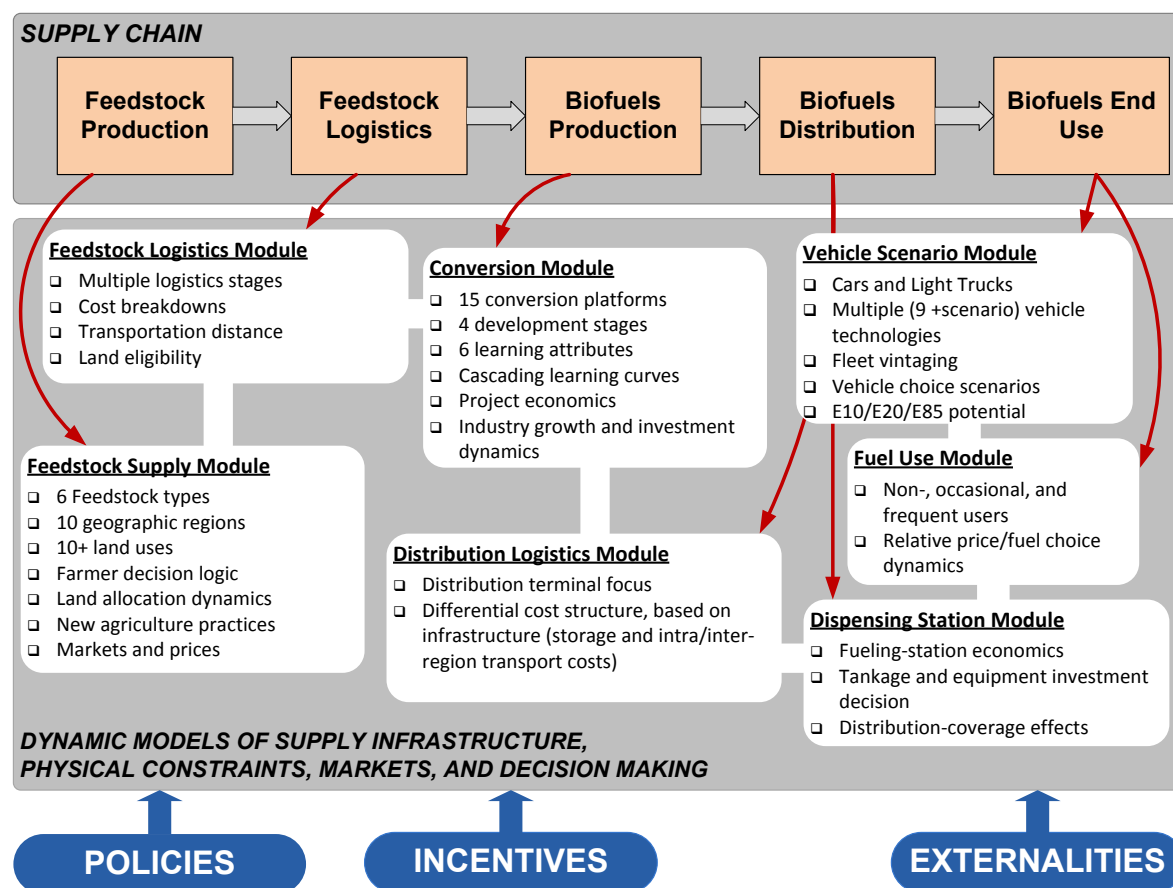 SUPPLY CHAIN
Feedstock
Production
Feedstock
Logistics
Biofuels
Production
Biofuels
Distribution
Biofuels End
Use
Feedstock Logistics Module
❑ Multiple logistics stages
❑ Cost breakdowns
❑ Transportation distance
❑ Land eligibility
Conversion Module
❑ 15 conversion platforms
❑ 4 development stages
❑ 6 learning attributes
❑ Cascading learning curves
❑ Project economics
❑ Industry growth and investment
dynamics
Vehicle Scenario Module
❑ Cars and Light Trucks
❑ Multiple (9 +scenario) vehicle
technologies
❑ Fleet vintaging
❑ Vehicle choice scenarios
❑ E10/E20/E85 potential
Feedstock Supply Module
❑ 6 Feedstock types
❑ 10 geographic regions
❑ 10+ land uses
❑ Farmer decision logic
❑ Land allocation dynamics
❑ New agriculture practices
❑ Markets and prices
Fuel Use Module
❑ Non-, occasional, and
frequent users
❑ Relative price/fuel choice
dynamics
Distribution Logistics Module
❑ Distribution terminal focus
❑ Differential cost structure, based on
infrastructure (storage and intra/inter-
region transport costs)
Dispensing Station Module
❑ Fueling-station economics
❑ Tankage and equipment investment
decision
❑ Distribution-coverage effects
DYNAMIC MODELS OF SUPPLY INFRASTRUCTURE,
PHYSICAL CONSTRAINTS, MARKETS, AND DECISION MAKING
POLICIES
INCENTIVES
EXTERNALITIES